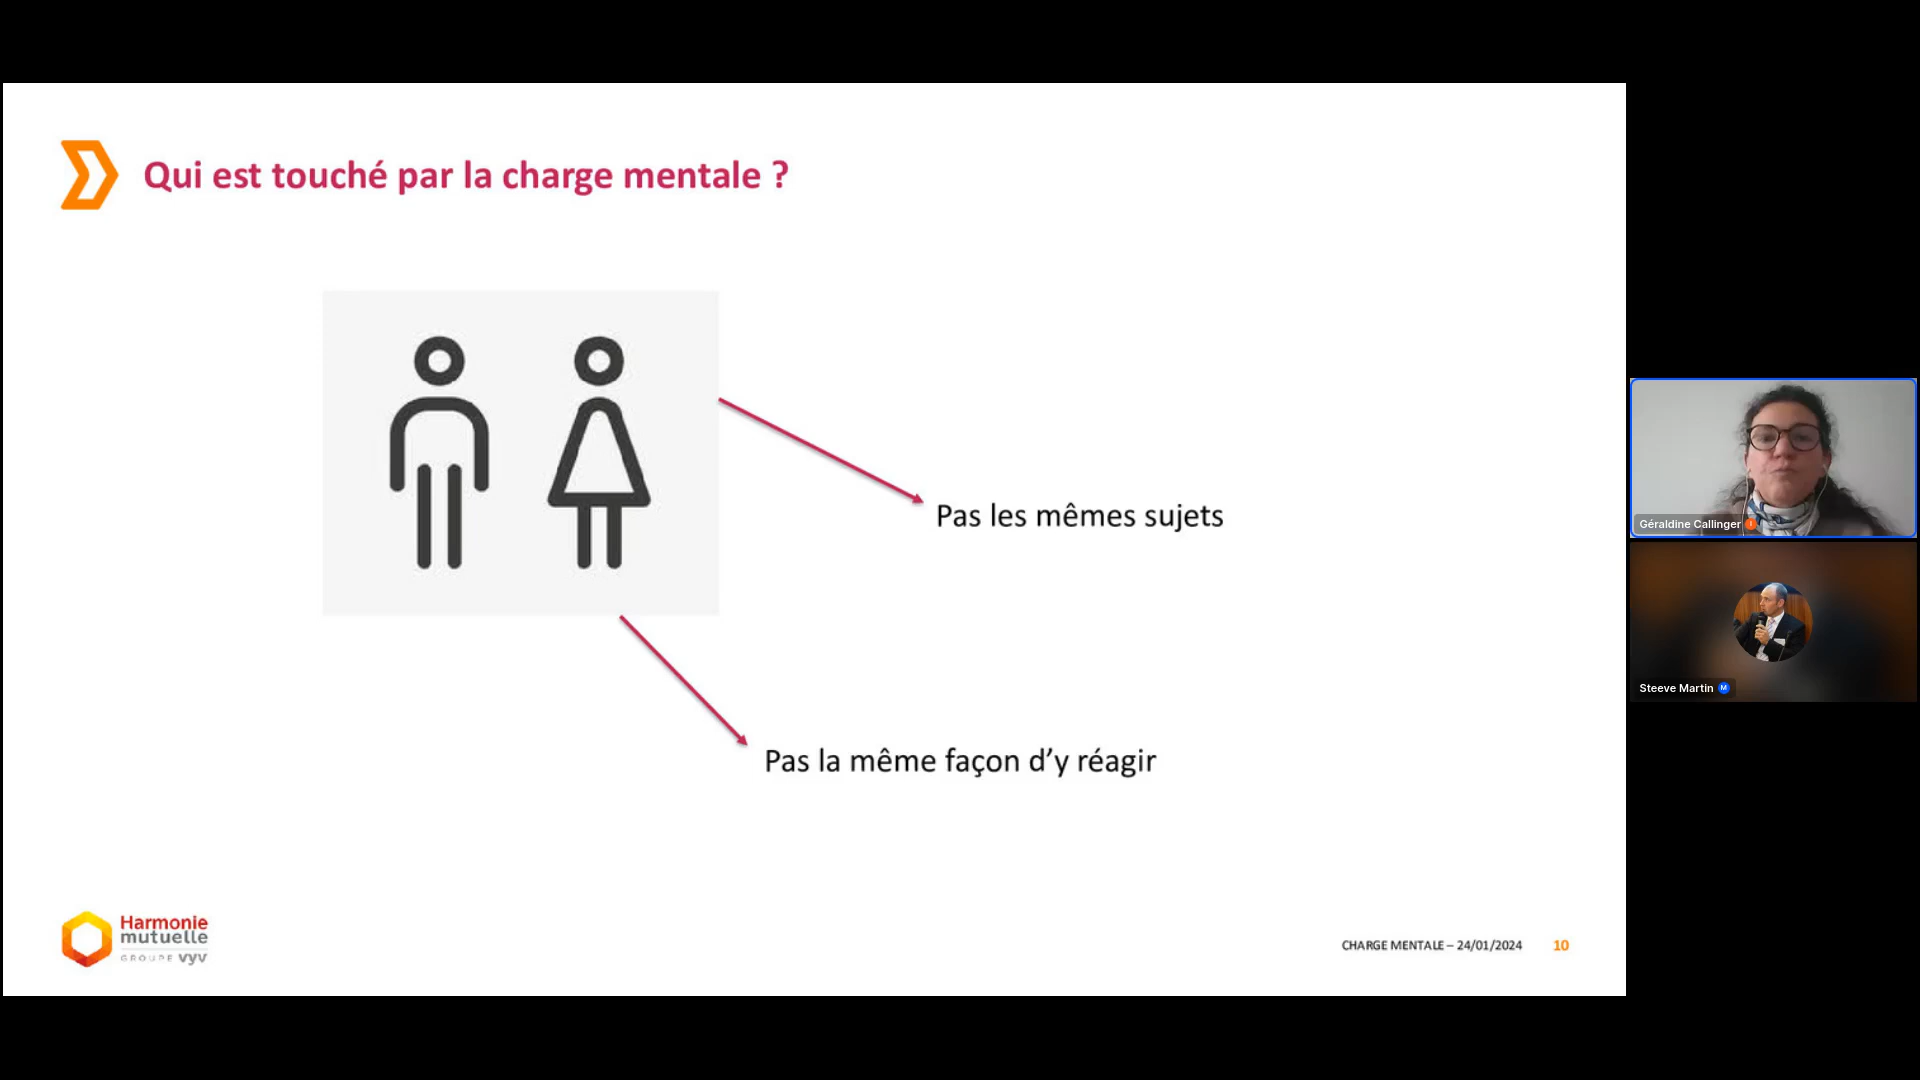 Qui est touché par la charge mentale ?
Pas les mêmes sujets
Pas la même façon d’y réagir
Harmonie
mutuelle
GROUPE vyv
CHARGE MENTALE – 24/01/2024 10
Géraldine Callinger
Steeve Martin M